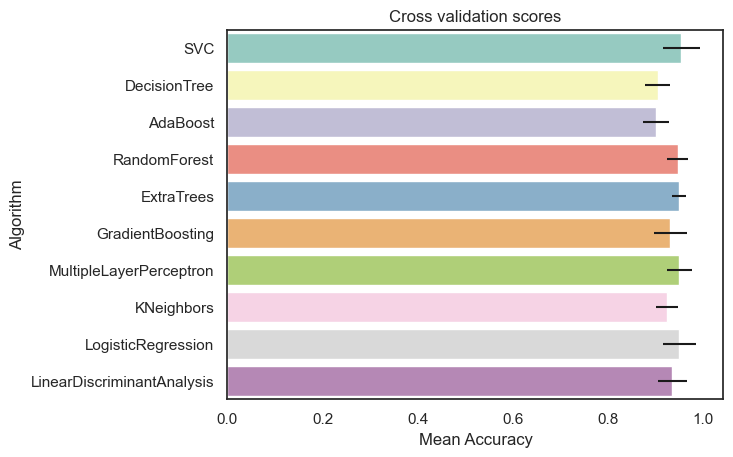 Cross validation scores
Algorithm
SVC
DecisionTree
AdaBoost
RandomForest
ExtraTrees
GradientBoosting
MultipleLayerPerceptron
KNeighbors
LogisticRegression
LinearDiscriminantAnalysis
0.0 0.2 0.4 0.6 0.8 1.0
Mean Accuracy